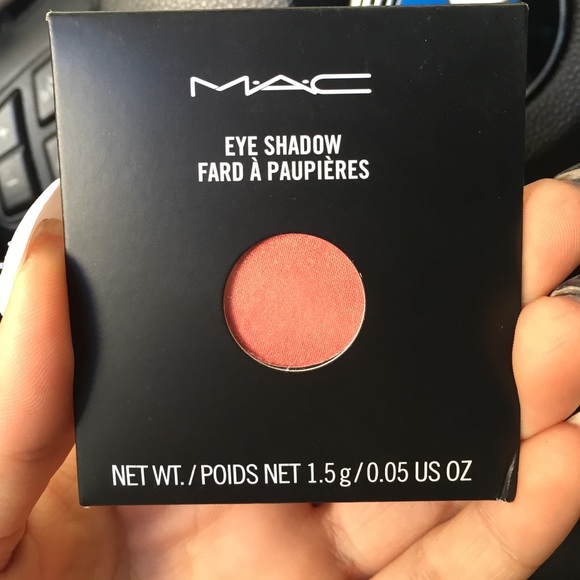 M·A·C
EYE SHADOW
FARD À PAUPIÈRES
NET WT./POIDS NET 1.5 g/0.05 US OZ